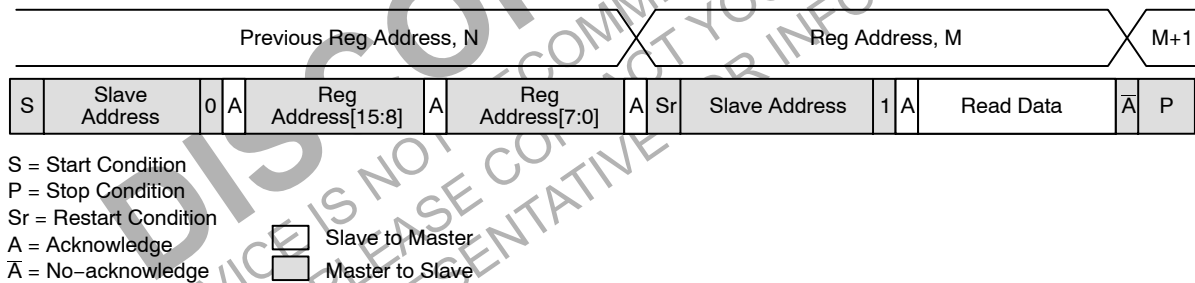 Previous Reg Address, N Reg Address, M M+1
S Slave Address 0 A Reg Address[15:8] A Reg Address[7:0] A Sr Slave Address 1 A Read Data A̅ P
S = Start Condition
P = Stop Condition
Sr = Restart Condition
A = Acknowledge
A̅ = No−acknowledge
Slave to Master
Master to Slave